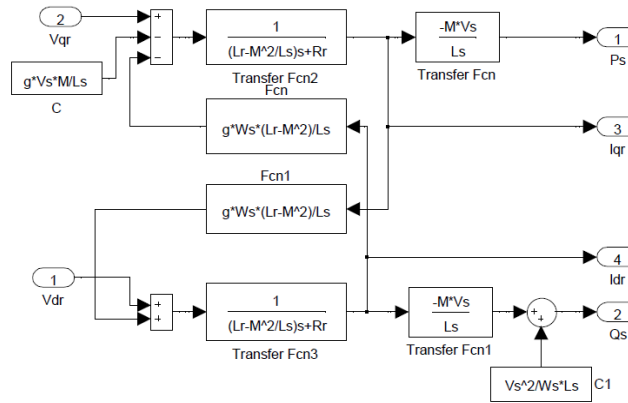 2
Vqr
+
−
−
1
(Lr-M^2/Ls)s+Rr
Transfer Fcn2
-M*Vs
Ls
Transfer Fcn
1
Ps
g*Vs*M/Ls
C
Fcn
g*Ws*(Lr-M^2)/Ls
3
Iqr
Fcn1
g*Ws*(Lr-M^2)/Ls
1
Vdr
+
+
1
(Lr-M^2/Ls)s+Rr
Transfer Fcn3
4
Idr
-M*Vs
Ls
Transfer Fcn1
+
+
2
Qs
Vs^2/Ws*Ls
C1